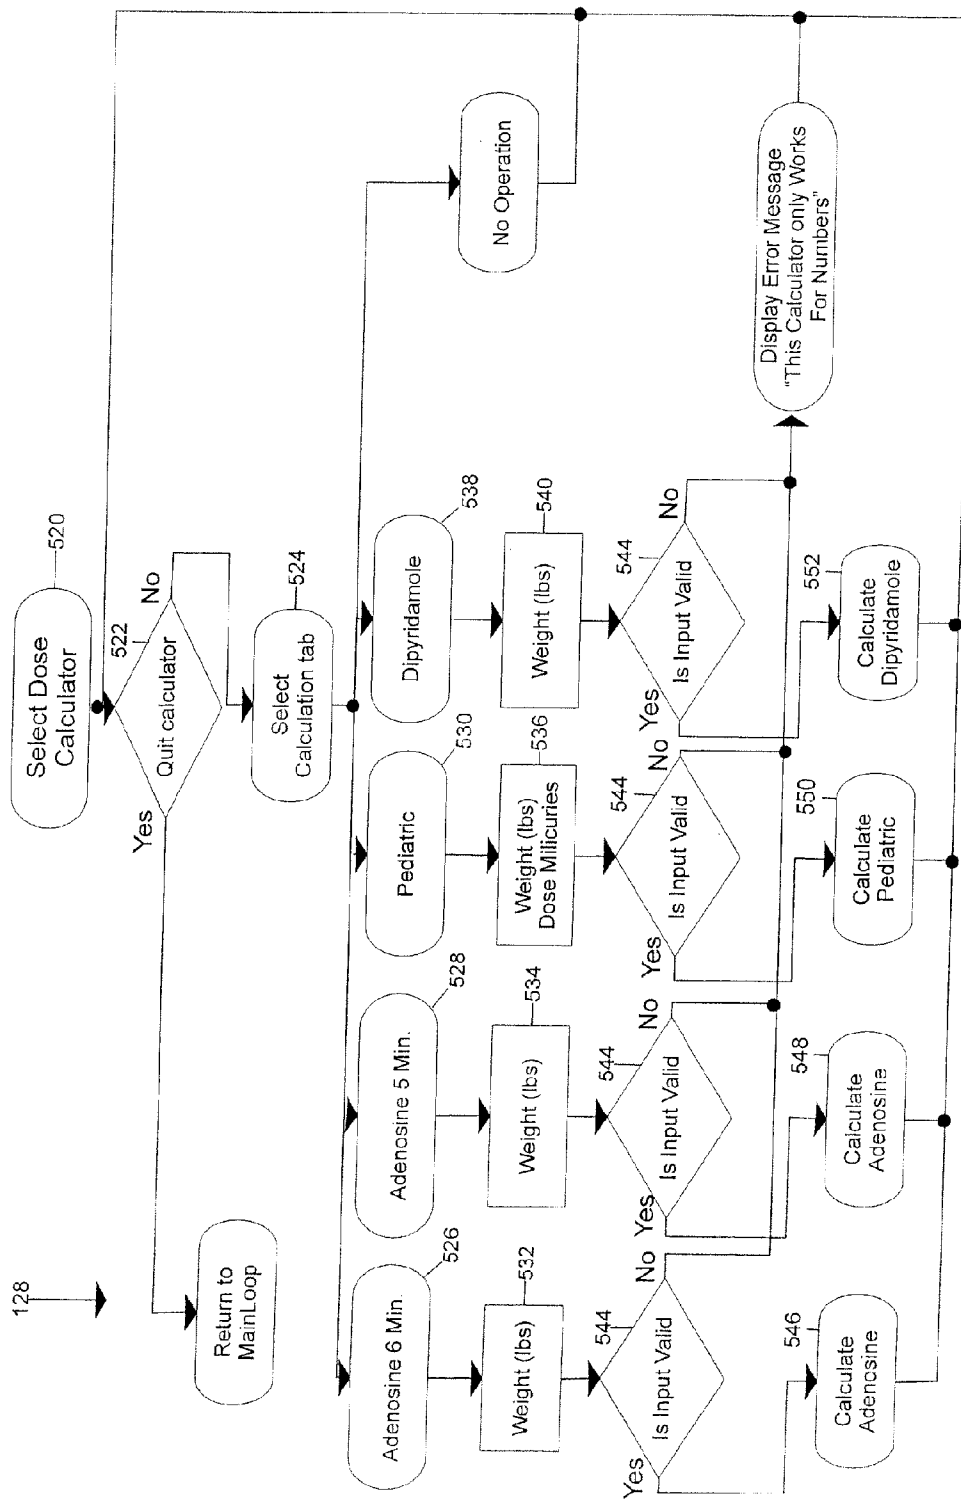 128
Select Dose
Calculator
520
522
Quit calculator
Yes
No
Return to
MainLoop
Select
Calculation tab
524
Adenosine 6 Min.
526
Adenosine 5 Min.
528
Pediatric
530
Dipyridamole
538
No Operation
Weight (lbs)
532
Weight (lbs)
534
Weight (lbs)
Dose Milicuries
536
Weight (lbs)
540
544
Is Input Valid
Yes
No
544
Is Input Valid
Yes
No
544
Is Input Valid
Yes
No
544
Is Input Valid
Yes
No
Display Error Message
"This Calculator only Works
For Numbers"
546
Calculate
Adenosine
548
Calculate
Adenosine
550
Calculate
Pediatric
552
Calculate
Dipyridamole